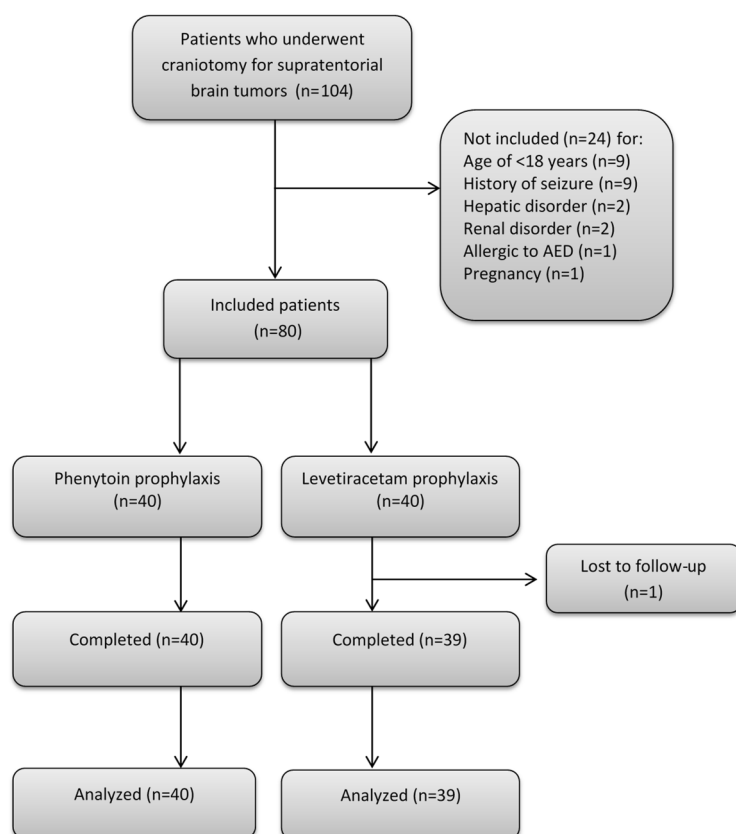 Patients who underwent
craniotomy for supratentorial
brain tumors (n=104)
Not included (n=24) for:
Age of <18 years (n=9)
History of seizure (n=9)
Hepatic disorder (n=2)
Renal disorder (n=2)
Allergic to AED (n=1)
Pregnancy (n=1)
Included patients
(n=80)
Phenytoin prophylaxis
(n=40)
Levetiracetam prophylaxis
(n=40)
Lost to follow-up
(n=1)
Completed (n=40)
Completed (n=39)
Analyzed (n=40)
Analyzed (n=39)